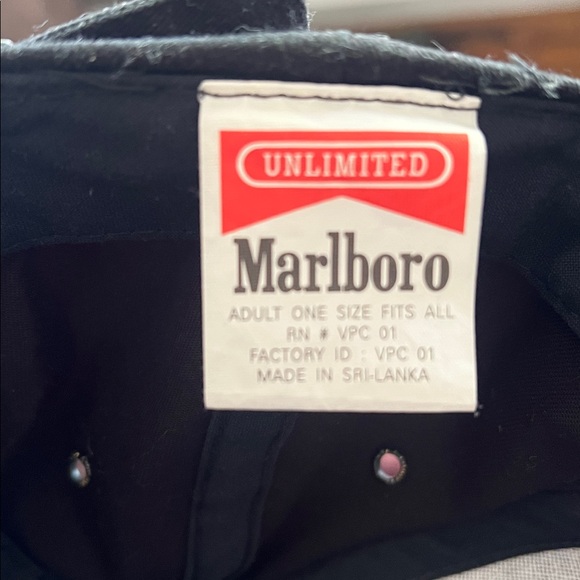 UNLIMITED
Marlboro
ADULT ONE SIZE FITS ALL
RN # VPC 01
FACTORY ID : VPC 01
MADE IN SRI-LANKA